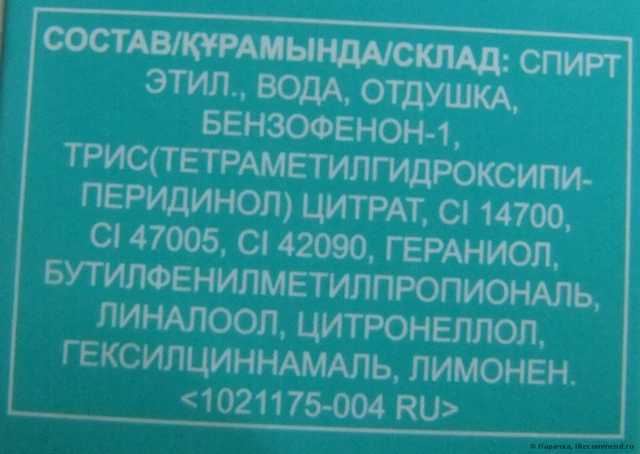 СОСТАВ/ҚҰРАМЫНДА/СКЛАД: СПИРТ
ЭТИЛ., ВОДА, ОТДУШКА,
БЕНЗОФЕНОН-1,
ТРИС(ТЕТРАМЕТИЛГИДРОКСИПИ-
ПЕРИДИНОЛ) ЦИТРАТ, CI 14700,
CI 47005, CI 42090, ГЕРАНИОЛ,
БУТИЛФЕНИЛМЕТИЛПРОПИОНАЛЬ,
ЛИНАЛООЛ, ЦИТРОНЕЛЛОЛ,
ГЕКСИЛЦИННАМАЛЬ, ЛИМОНЕН.
<1021175-004 RU>